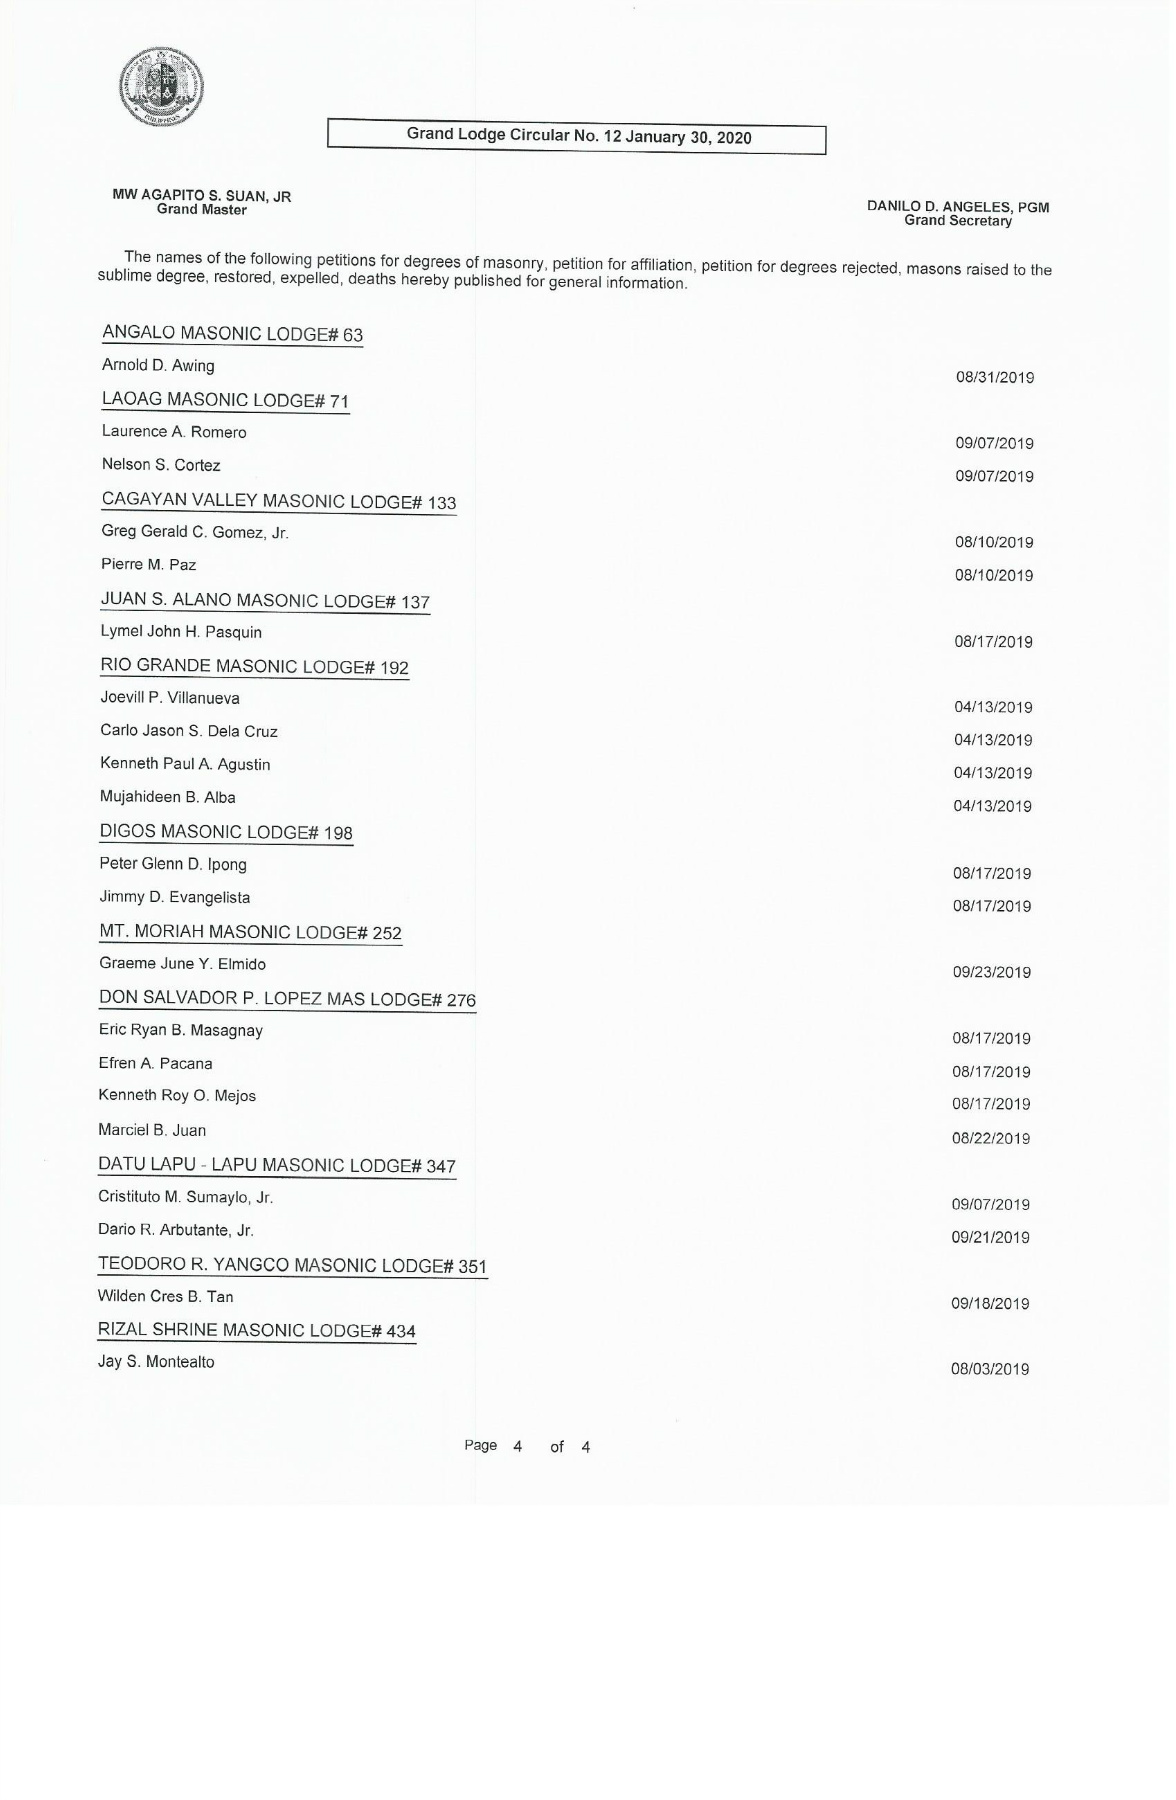 PHILIPPINES
Grand Lodge Circular No. 12 January 30, 2020
MW AGAPITO S. SUAN, JR
Grand Master
DANILO D. ANGELES, PGM
Grand Secretary
The names of the following petitions for degrees of masonry, petition for affiliation, petition for degrees rejected, masons raised to the
sublime degree, restored, expelled, deaths hereby published for general information.
ANGALO MASONIC LODGE# 63
Arnold D. Awing 08/31/2019
LAOAG MASONIC LODGE# 71
Laurence A. Romero 09/07/2019
Nelson S. Cortez 09/07/2019
CAGAYAN VALLEY MASONIC LODGE# 133
Greg Gerald C. Gomez, Jr. 08/10/2019
Pierre M. Paz 08/10/2019
JUAN S. ALANO MASONIC LODGE# 137
Lymel John H. Pasquin 08/17/2019
RIO GRANDE MASONIC LODGE# 192
Joevill P. Villanueva 04/13/2019
Carlo Jason S. Dela Cruz 04/13/2019
Kenneth Paul A. Agustin 04/13/2019
Mujahideen B. Alba 04/13/2019
DIGOS MASONIC LODGE# 198
Peter Glenn D. Ipong 08/17/2019
Jimmy D. Evangelista 08/17/2019
MT. MORIAH MASONIC LODGE# 252
Graeme June Y. Elmido 09/23/2019
DON SALVADOR P. LOPEZ MAS LODGE# 276
Eric Ryan B. Masagnay 08/17/2019
Efren A. Pacana 08/17/2019
Kenneth Roy O. Mejos 08/17/2019
Marciel B. Juan 08/22/2019
DATU LAPU - LAPU MASONIC LODGE# 347
Cristituto M. Sumaylo, Jr. 09/07/2019
Dario R. Arbutante, Jr. 09/21/2019
TEODORO R. YANGCO MASONIC LODGE# 351
Wilden Cres B. Tan 09/18/2019
RIZAL SHRINE MASONIC LODGE# 434
Jay S. Montealto 08/03/2019
Page 4 of 4